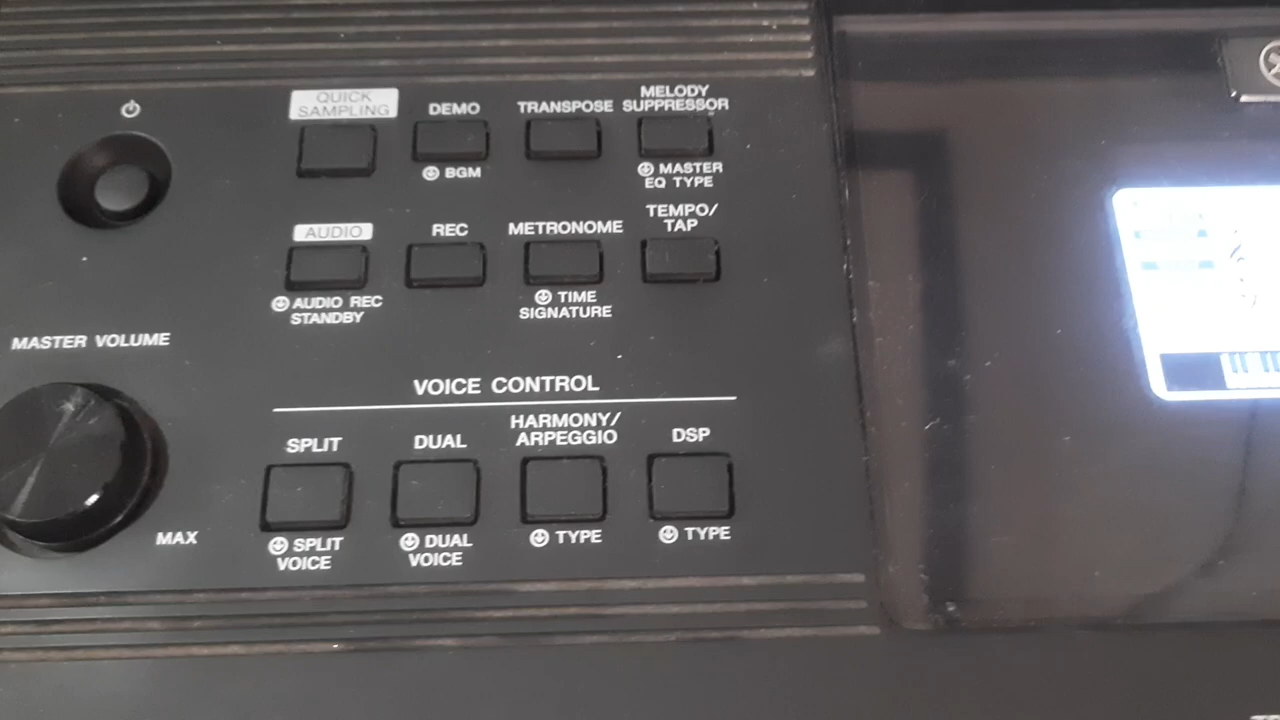 QUICK
SAMPLING
DEMO
BGM
TRANSPOSE
MELODY
SUPPRESSOR
MASTER
EQ TYPE
AUDIO
AUDIO REC
STANDBY
REC
METRONOME
TIME
SIGNATURE
TEMPO/
TAP
MASTER VOLUME
MAX
VOICE CONTROL
SPLIT
SPLIT
VOICE
DUAL
DUAL
VOICE
HARMONY/
ARPEGGIO
TYPE
DSP
TYPE